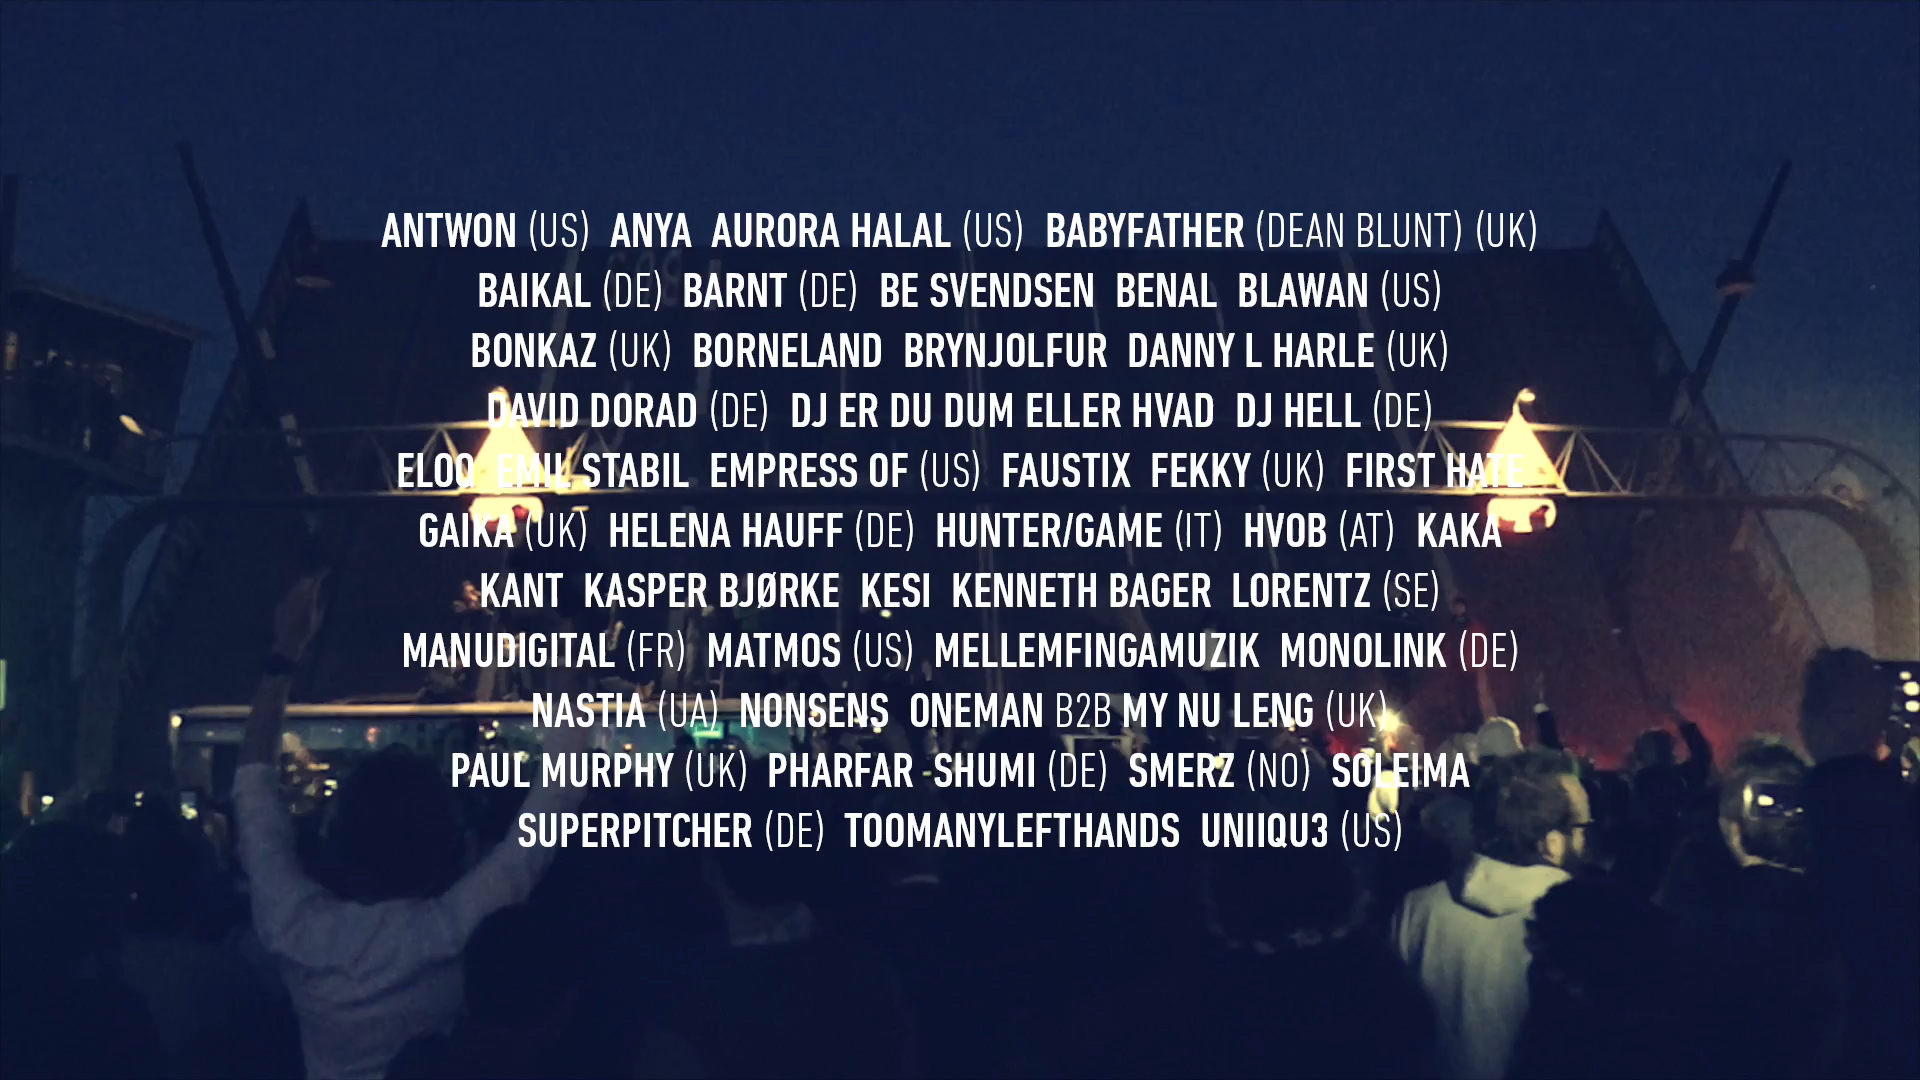 ANTWON (US) ANYA AURORA HALAL (US) BABYFATHER (DEAN BLUNT) (UK)
BAIKAL (DE) BARNT (DE) BE SVENDSEN BENAL BLAWAN (US)
BONKAZ (UK) BORNELAND BRYNJOLFUR DANNY L HARLE (UK)
DAVID DORAD (DE) DJ ER DU DUM ELLER HVAD DJ HELL (DE)
ELOQ EMIL STABIL EMPRESS OF (US) FAUSTIX FEKKY (UK) FIRST HATE
GAIKA (UK) HELENA HAUFF (DE) HUNTER/GAME (IT) HVOB (AT) KAKA
KANT KASPER BJØRKE KESI KENNETH BAGER LORENTZ (SE)
MANUDIGITAL (FR) MATMOS (US) MELLEMFINGAMUZIK MONOLINK (DE)
NASTIA (UA) NONSENS ONEMAN B2B MY NU LENG (UK)
PAUL MURPHY (UK) PHARFAR SHUMI (DE) SMERZ (NO) SOLEIMA
SUPERPITCHER (DE) TOOMANYLEFTHANDS UNIIQU3 (US)